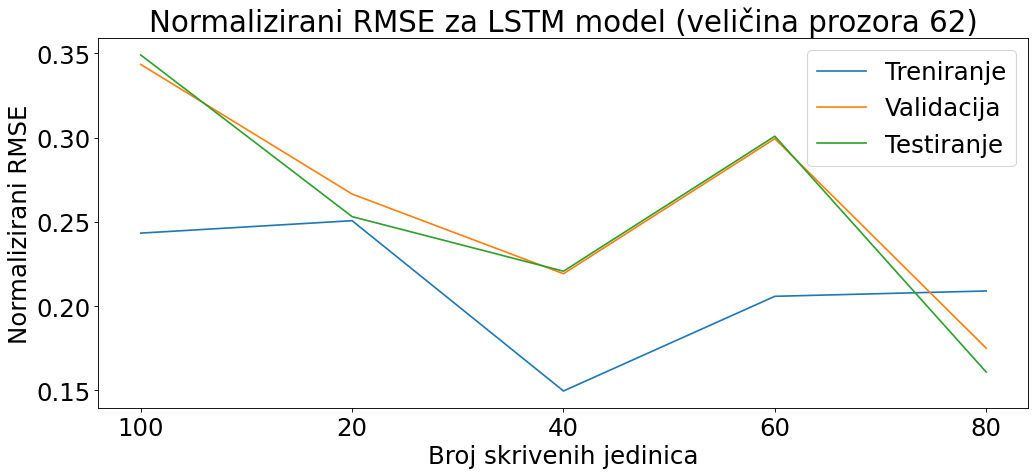 Normalizirani RMSE za LSTM model (veličina prozora 62)
Treniranje
Validacija
Testiranje
Normalizirani RMSE
0.35
0.30
0.25
0.20
0.15
100 20 40 60 80
Broj skrivenih jedinica